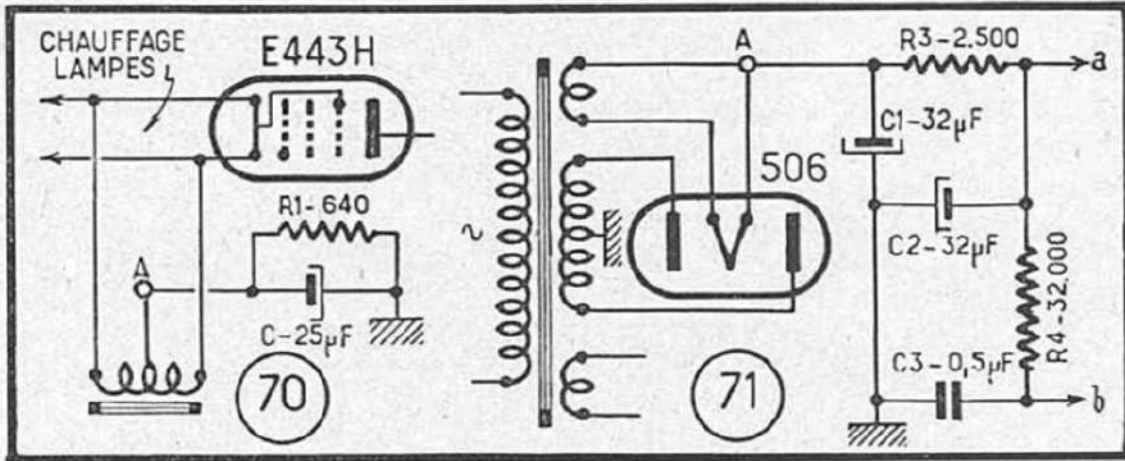 CHAUFFAGE
LAMPES
E443H
R1-640
A
C-25µF
70
~
A
506
71
R3-2.500
a
C1-32µF
C2-32µF
R4-32.000
C3-0,5µF
b